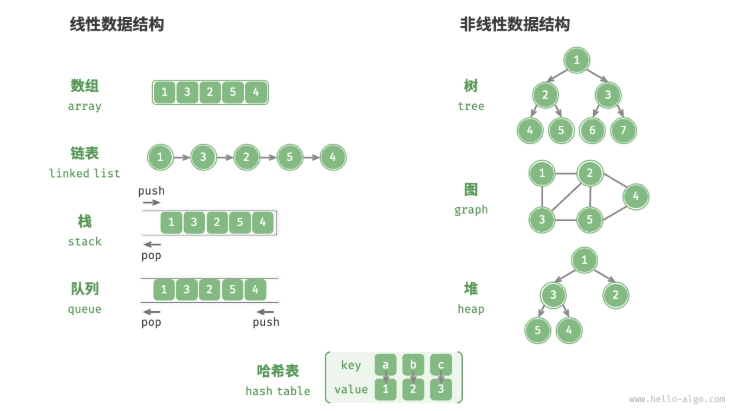 线性数据结构
数组
array
1 3 2 5 4
链表
linked list
1 3 2 5 4
push
栈
stack
1 3 2 5 4
pop
队列
queue
1 3 2 5 4
pop push
非线性数据结构
树
tree
1
2 3
4 5 6 7
图
graph
1 2
4
3 5
堆
heap
1
3 2
5 4
哈希表
hash table
key a b c
value 1 2 3
www.hello-algo.com